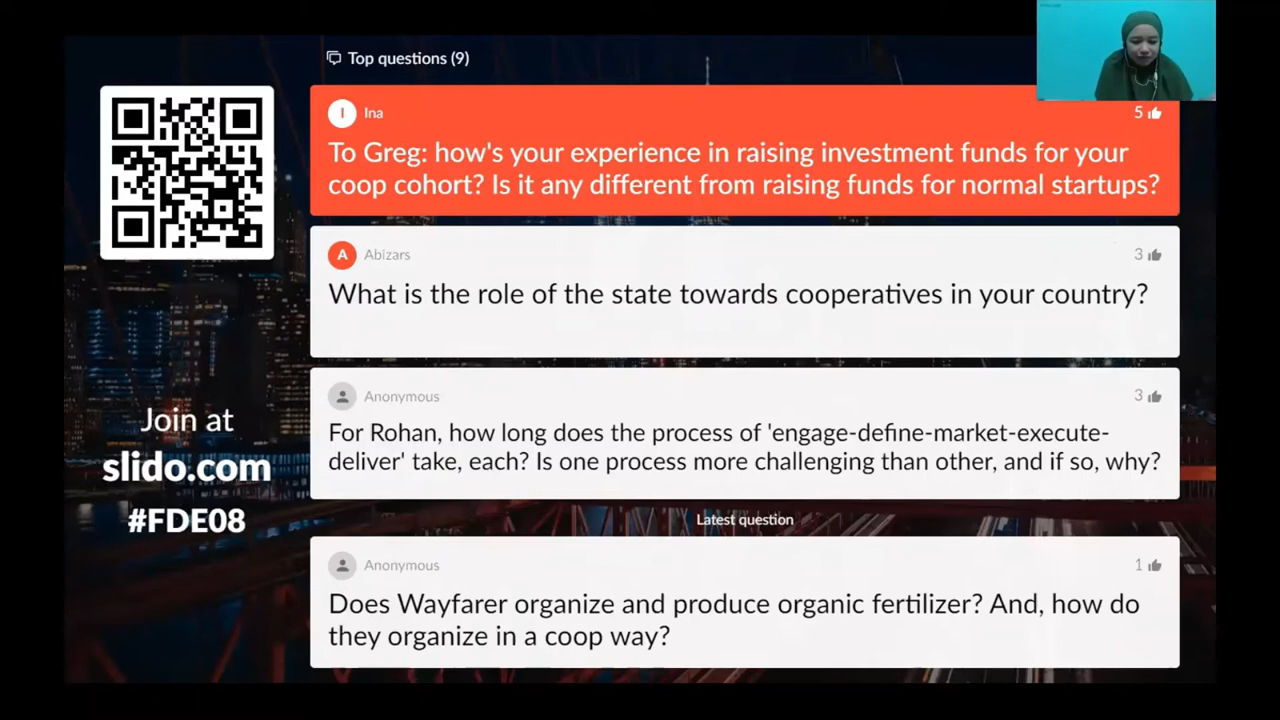 Top questions (9)
I Ina 5
To Greg: how's your experience in raising investment funds for your
coop cohort? Is it any different from raising funds for normal startups?
A Abizars 3
What is the role of the state towards cooperatives in your country?
Anonymous 3
For Rohan, how long does the process of 'engage-define-market-execute-
deliver' take, each? Is one process more challenging than other, and if so, why?
Latest question
Anonymous 1
Does Wayfarer organize and produce organic fertilizer? And, how do
they organize in a coop way?
Join at
slido.com
#FDE08